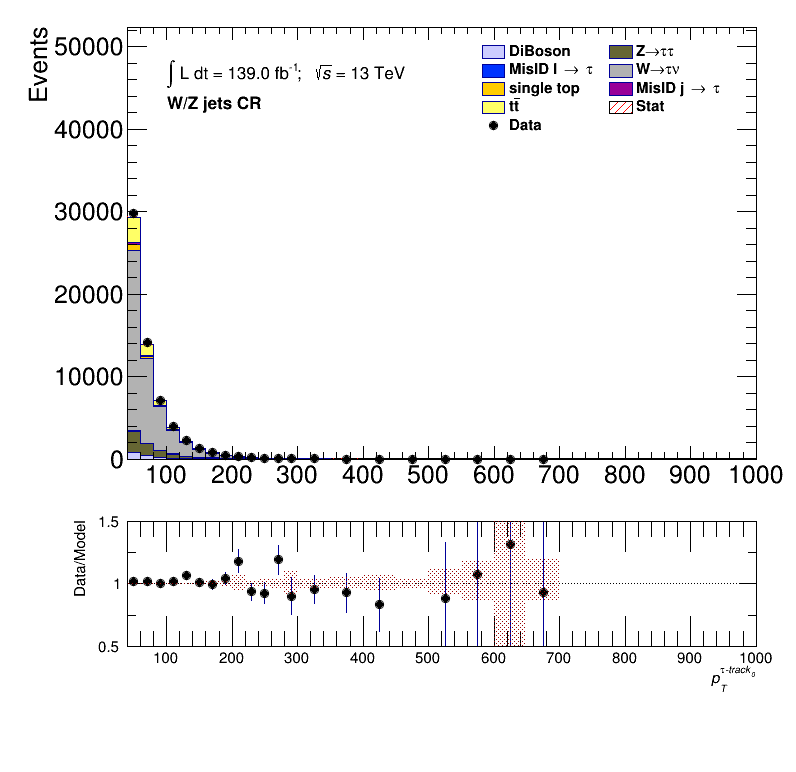 Events
50000
40000
30000
20000
10000
0
∫ L dt = 139.0 fb⁻¹; √s = 13 TeV
W/Z jets CR
DiBoson
MisID l → τ
single top
tt̄
Data
Z→ττ
W→τν
MisID j → τ
Stat
100 200 300 400 500 600 700 800 900 1000
Data/Model
1.5
1
0.5
100 200 300 400 500 600 700 800 900 1000
p_T^τ-track₀